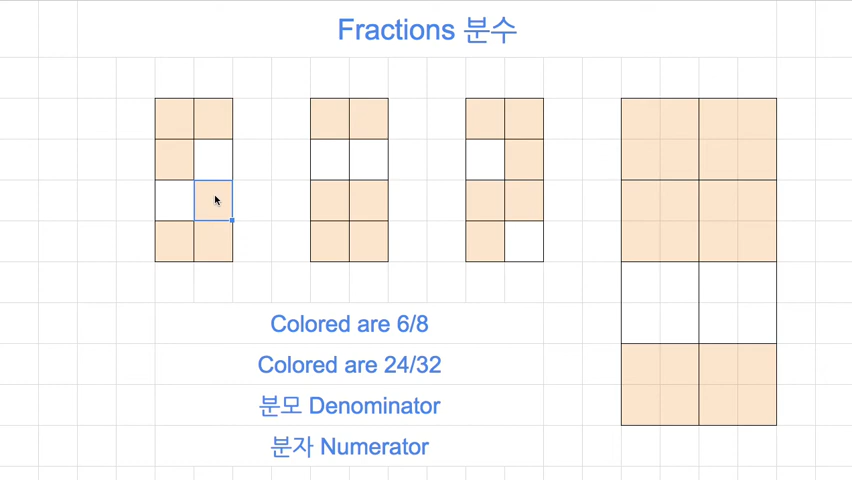 Fractions 분수
Colored are 6/8
Colored are 24/32
분모 Denominator
분자 Numerator